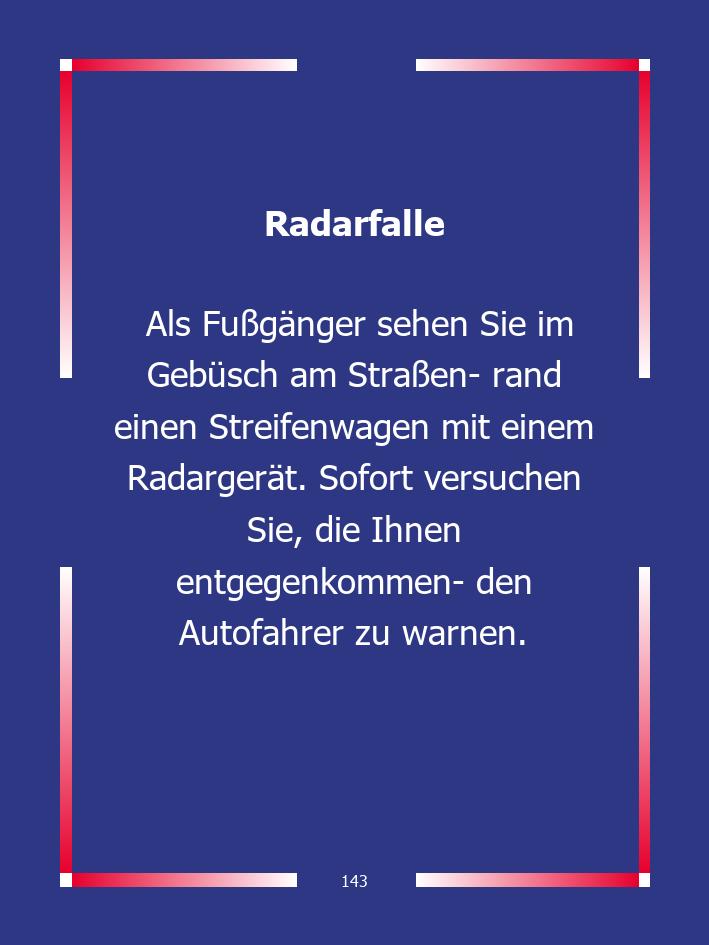 Radarfalle
Als Fußgänger sehen Sie im
Gebüsch am Straßen- rand
einen Streifenwagen mit einem
Radargerät. Sofort versuchen
Sie, die Ihnen
entgegenkommen- den
Autofahrer zu warnen.
143